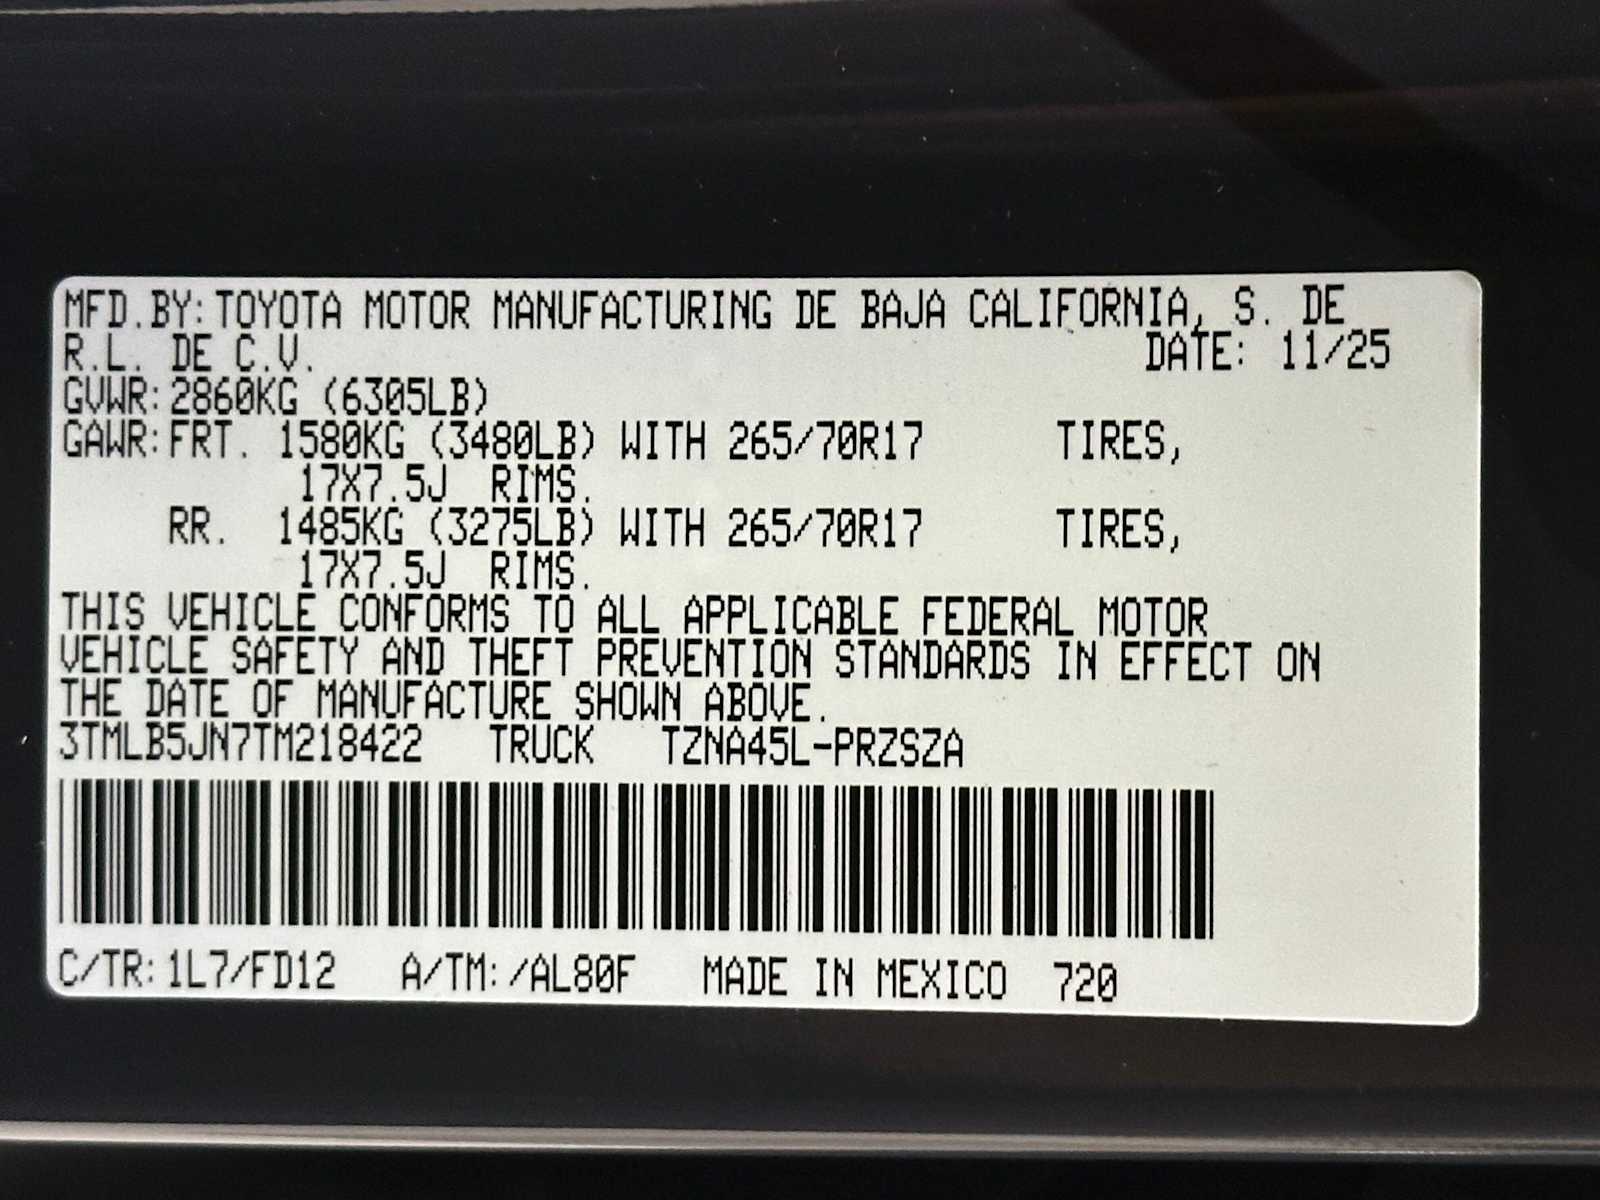 MFD.BY: TOYOTA MOTOR MANUFACTURING DE BAJA CALIFORNIA, S. DE
R.L. DE C.V. DATE: 11/25
GVWR: 2860KG (6305LB)
GAWR: FRT. 1580KG (3480LB) WITH 265/70R17 TIRES,
17X7.5J RIMS.
RR. 1485KG (3275LB) WITH 265/70R17 TIRES,
17X7.5J RIMS.
THIS VEHICLE CONFORMS TO ALL APPLICABLE FEDERAL MOTOR
VEHICLE SAFETY AND THEFT PREVENTION STANDARDS IN EFFECT ON
THE DATE OF MANUFACTURE SHOWN ABOVE.
3TMLB5JN7TM218422 TRUCK TZNA45L-PRZSZA
C/TR: 1L7/FD12 A/TM: /AL80F MADE IN MEXICO 720